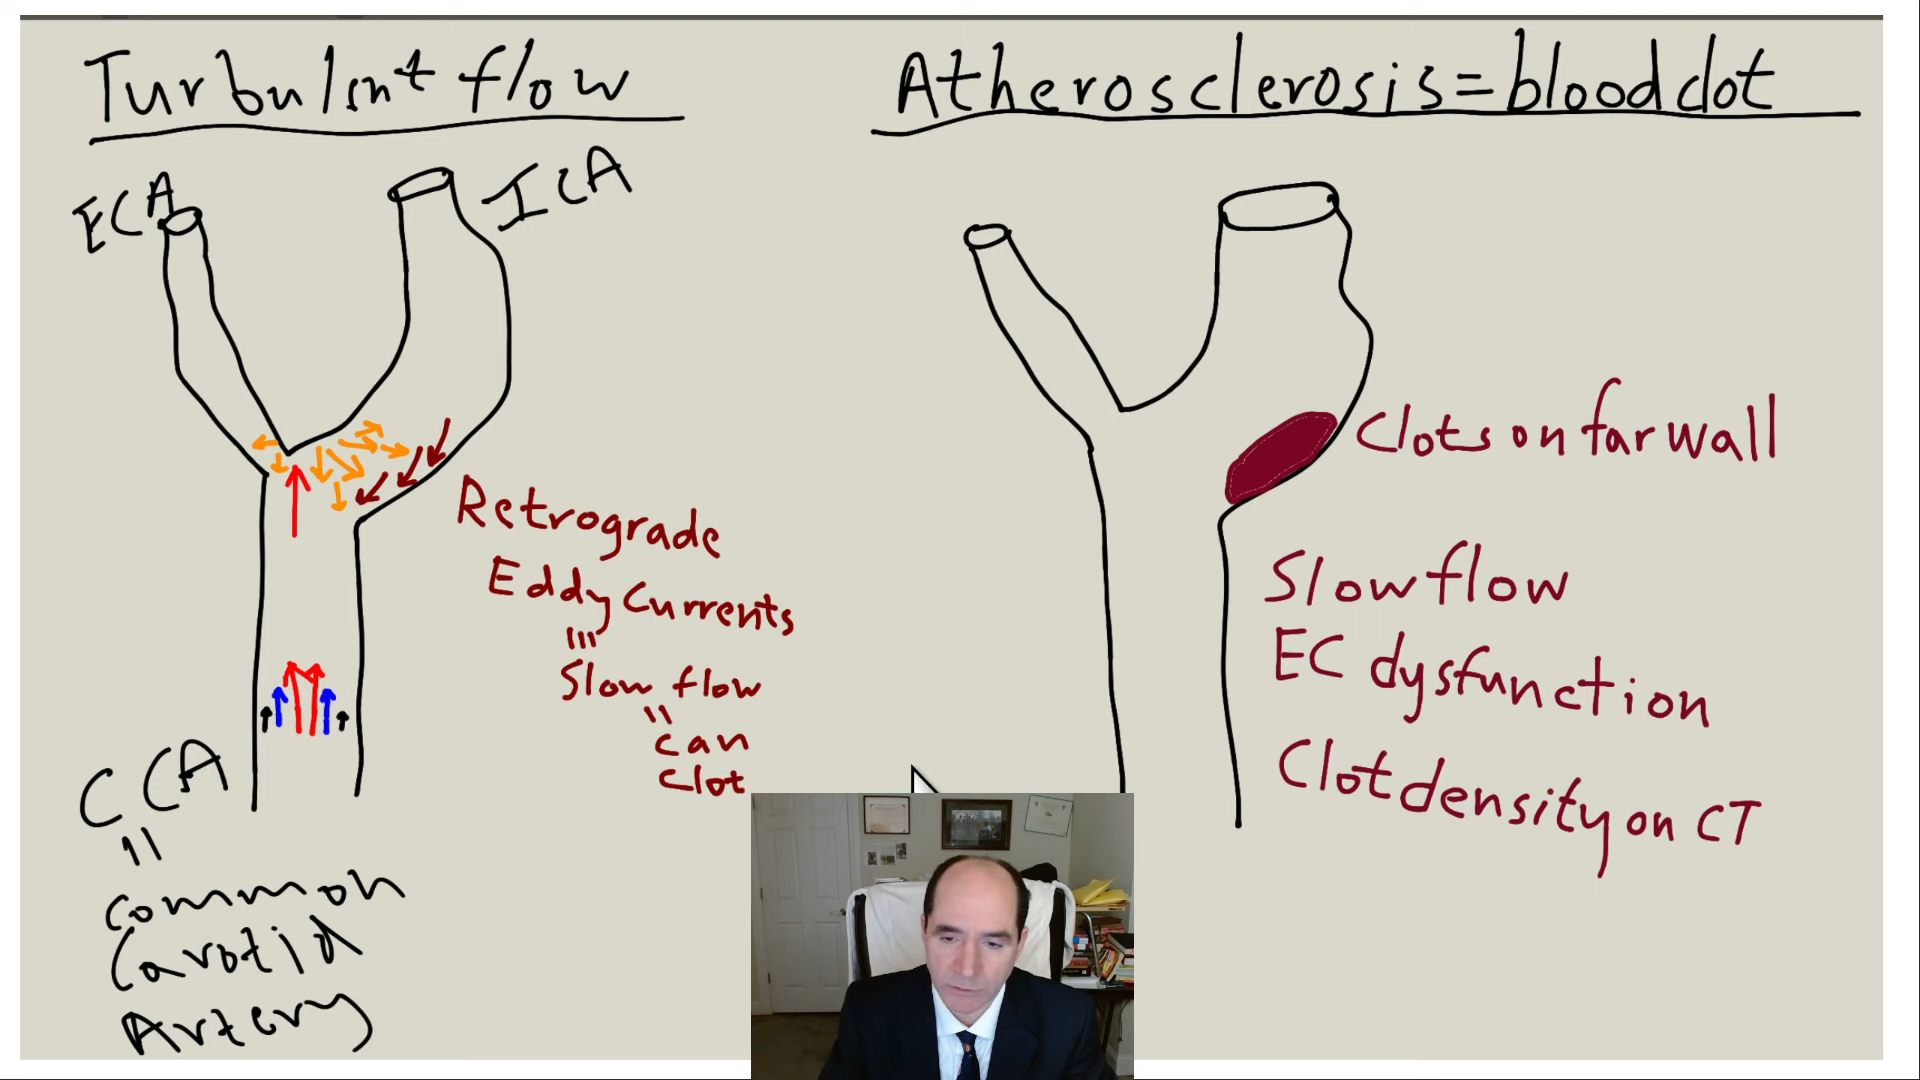 Turbulent flow
ECA
ICA
Retrograde
Eddy Currents
Slow flow
can
clot
CCA
Common
Carotid
Artery
Atherosclerosis=blood clot
Clots on far wall
Slow flow
EC dysfunction
Clot density on CT